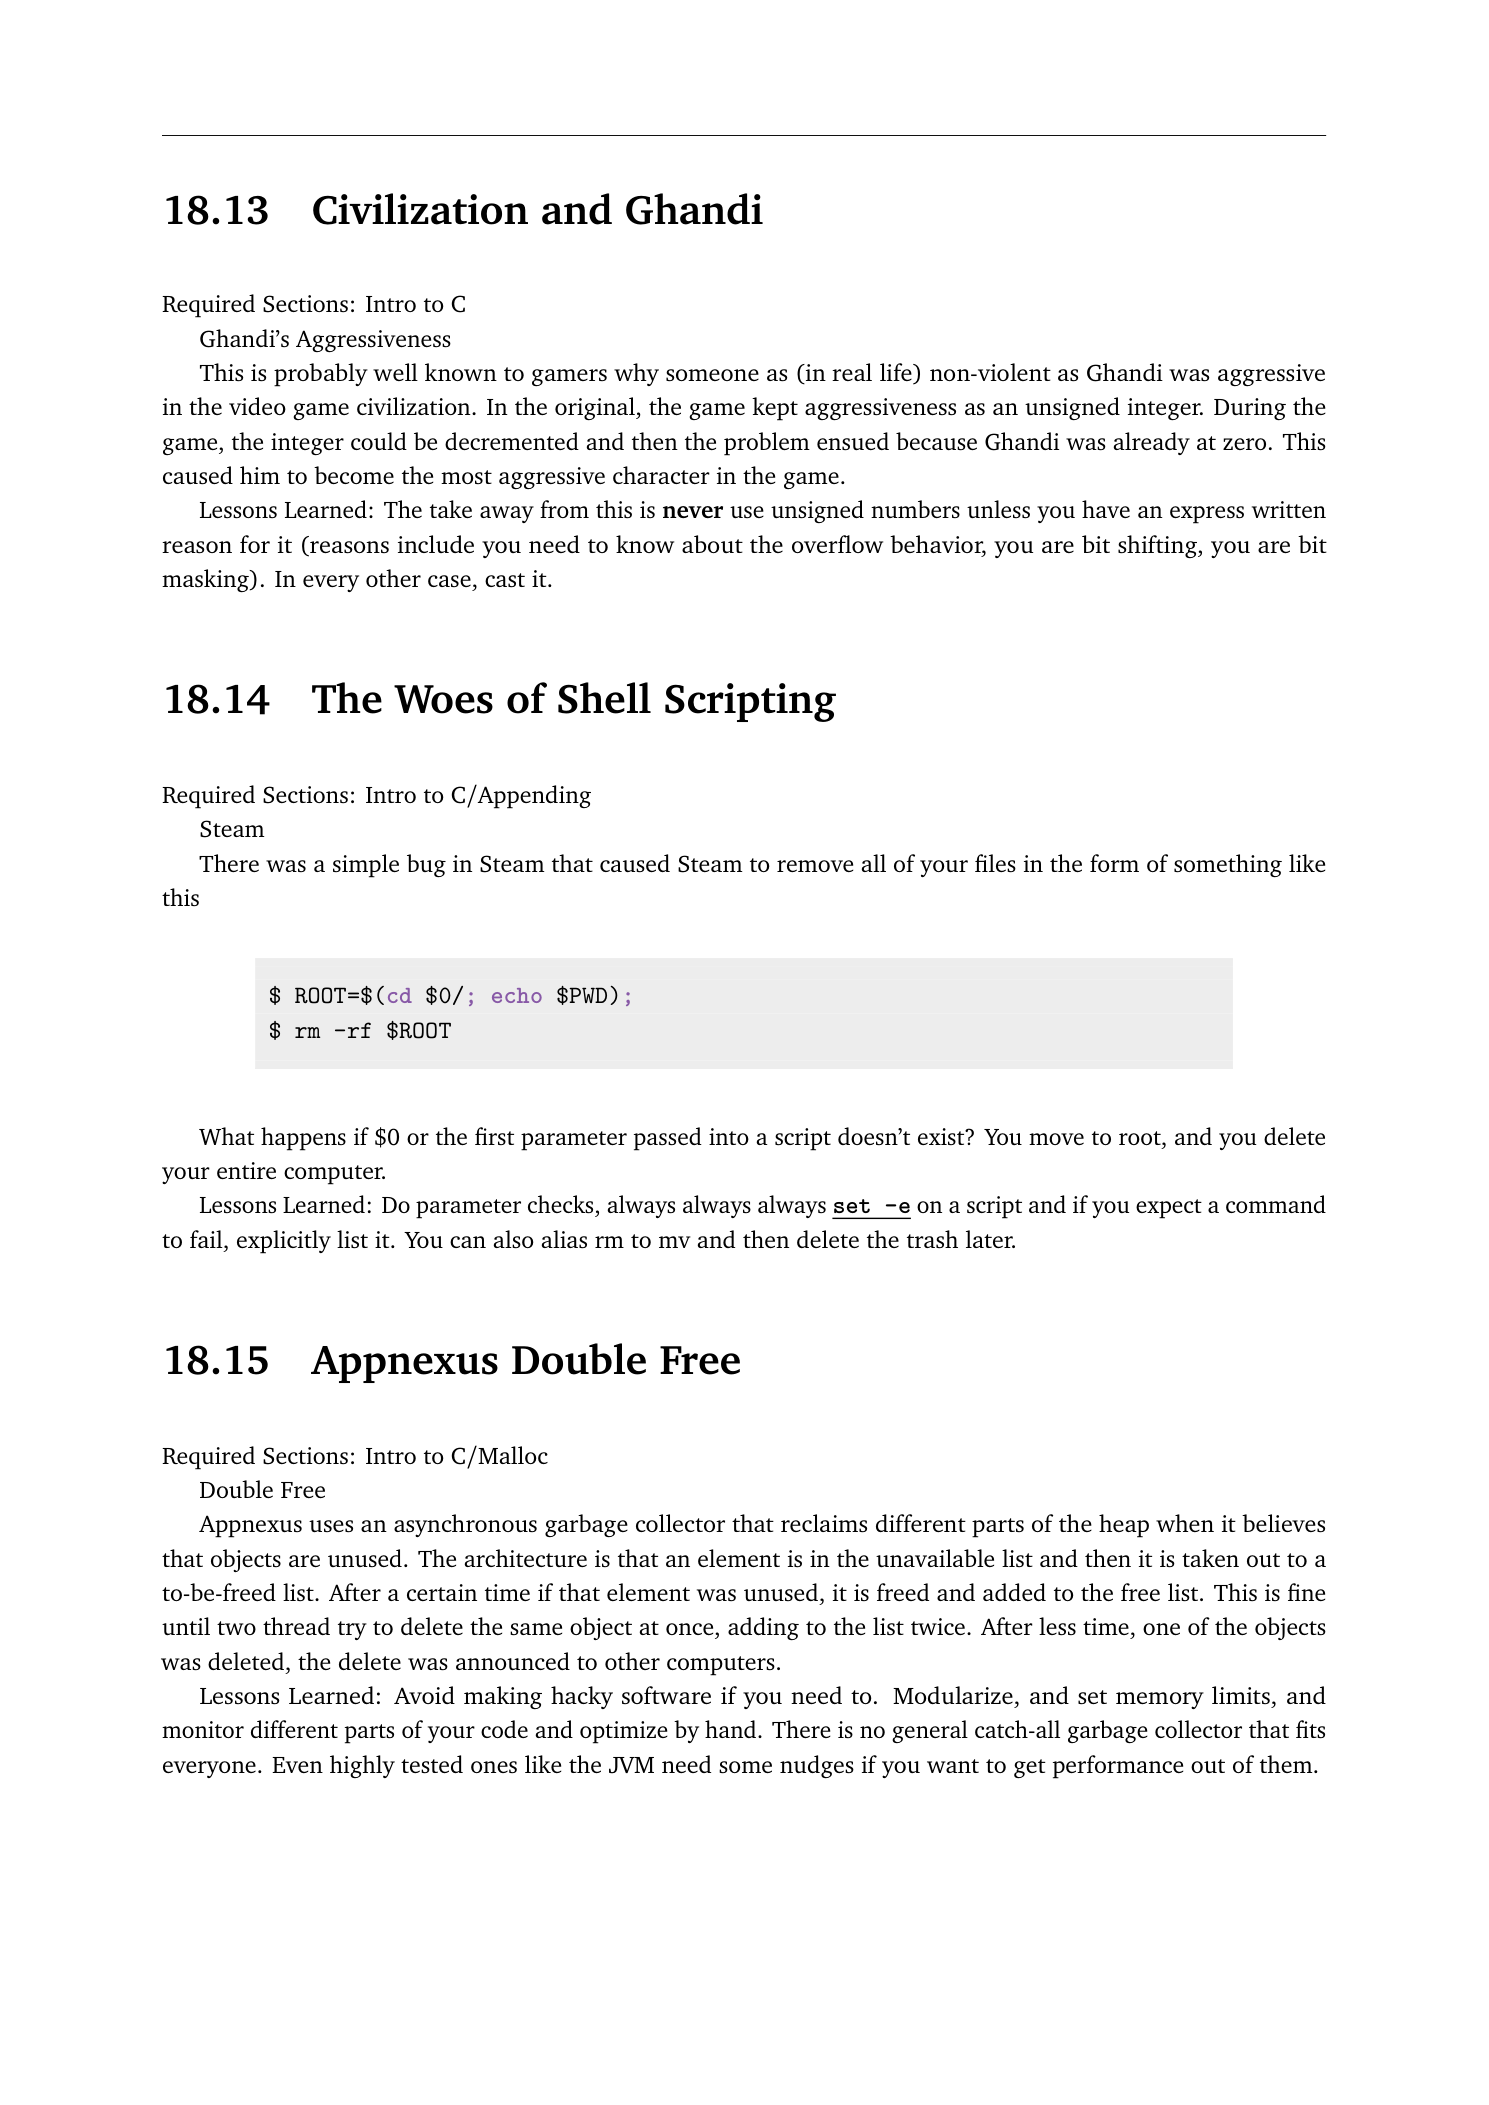 18.13 Civilization and Ghandi
Required Sections: Intro to C
Ghandi’s Aggressiveness
This is probably well known to gamers why someone as (in real life) non-violent as Ghandi was aggressive
in the video game civilization. In the original, the game kept aggressiveness as an unsigned integer. During the
game, the integer could be decremented and then the problem ensued because Ghandi was already at zero. This
caused him to become the most aggressive character in the game.
Lessons Learned: The take away from this is never use unsigned numbers unless you have an express written
reason for it (reasons include you need to know about the overflow behavior, you are bit shifting, you are bit
masking). In every other case, cast it.
18.14 The Woes of Shell Scripting
Required Sections: Intro to C/Appending
Steam
There was a simple bug in Steam that caused Steam to remove all of your files in the form of something like
this
$ ROOT=$(cd $0/; echo $PWD);
$ rm -rf $ROOT
What happens if $0 or the first parameter passed into a script doesn’t exist? You move to root, and you delete
your entire computer.
Lessons Learned: Do parameter checks, always always always set -e on a script and if you expect a command
to fail, explicitly list it. You can also alias rm to mv and then delete the trash later.
18.15 Appnexus Double Free
Required Sections: Intro to C/Malloc
Double Free
Appnexus uses an asynchronous garbage collector that reclaims different parts of the heap when it believes
that objects are unused. The architecture is that an element is in the unavailable list and then it is taken out to a
to-be-freed list. After a certain time if that element was unused, it is freed and added to the free list. This is fine
until two thread try to delete the same object at once, adding to the list twice. After less time, one of the objects
was deleted, the delete was announced to other computers.
Lessons Learned: Avoid making hacky software if you need to. Modularize, and set memory limits, and
monitor different parts of your code and optimize by hand. There is no general catch-all garbage collector that fits
everyone. Even highly tested ones like the JVM need some nudges if you want to get performance out of them.